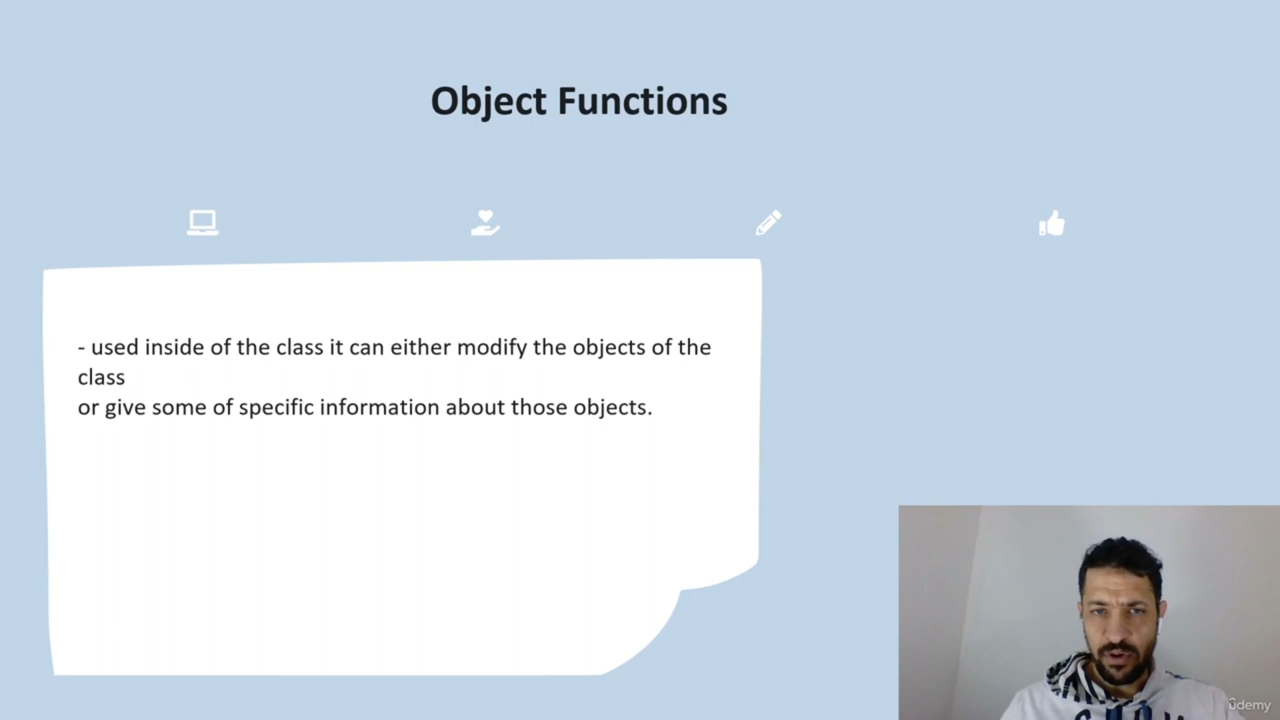 Object Functions
- used inside of the class it can either modify the objects of the
class
or give some of specific information about those objects.
ûdemy